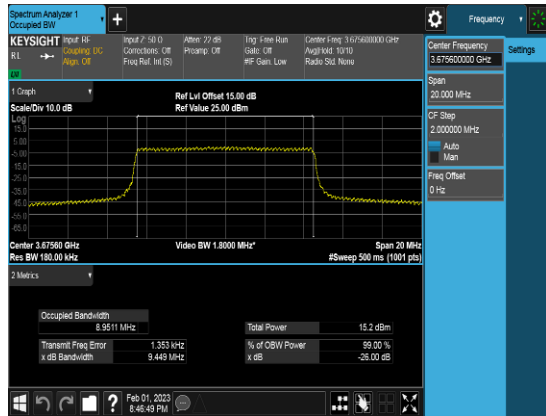 Spectrum Analyzer 1
Occupied BW
+
Frequency
KEYSIGHT
RL
Input: RF
Coupling: DC
Align: Off
Input Z: 50 Ω
Corrections: Off
Freq Ref: Int (S)
Atten: 22 dB
Preamp: Off
Trig: Free Run
Gate: Off
#IF Gain: Low
Center Freq: 3.675600000 GHz
Avg|Hold: 10/10
Radio Std: None
Center Frequency
3.675600000 GHz
Settings
Span
20.000 MHz
CF Step
2.000000 MHz
Auto
Man
Freq Offset
0 Hz
1 Graph
Scale/Div 10.0 dB
Ref Lvl Offset 15.00 dB
Ref Value 25.00 dBm
Log
15.0
5.00
-5.00
-15.0
-25.0
-35.0
-45.0
-55.0
-65.0
Center 3.67560 GHz
Res BW 180.00 kHz
Video BW 1.8000 MHz*
Span 20 MHz
#Sweep 500 ms (1001 pts)
2 Metrics
Occupied Bandwidth
8.9511 MHz
Total Power 15.2 dBm
Transmit Freq Error 1.353 kHz
% of OBW Power 99.00 %
x dB Bandwidth 9.449 MHz
x dB -26.00 dB
?
Feb 01, 2023
8:46:49 PM